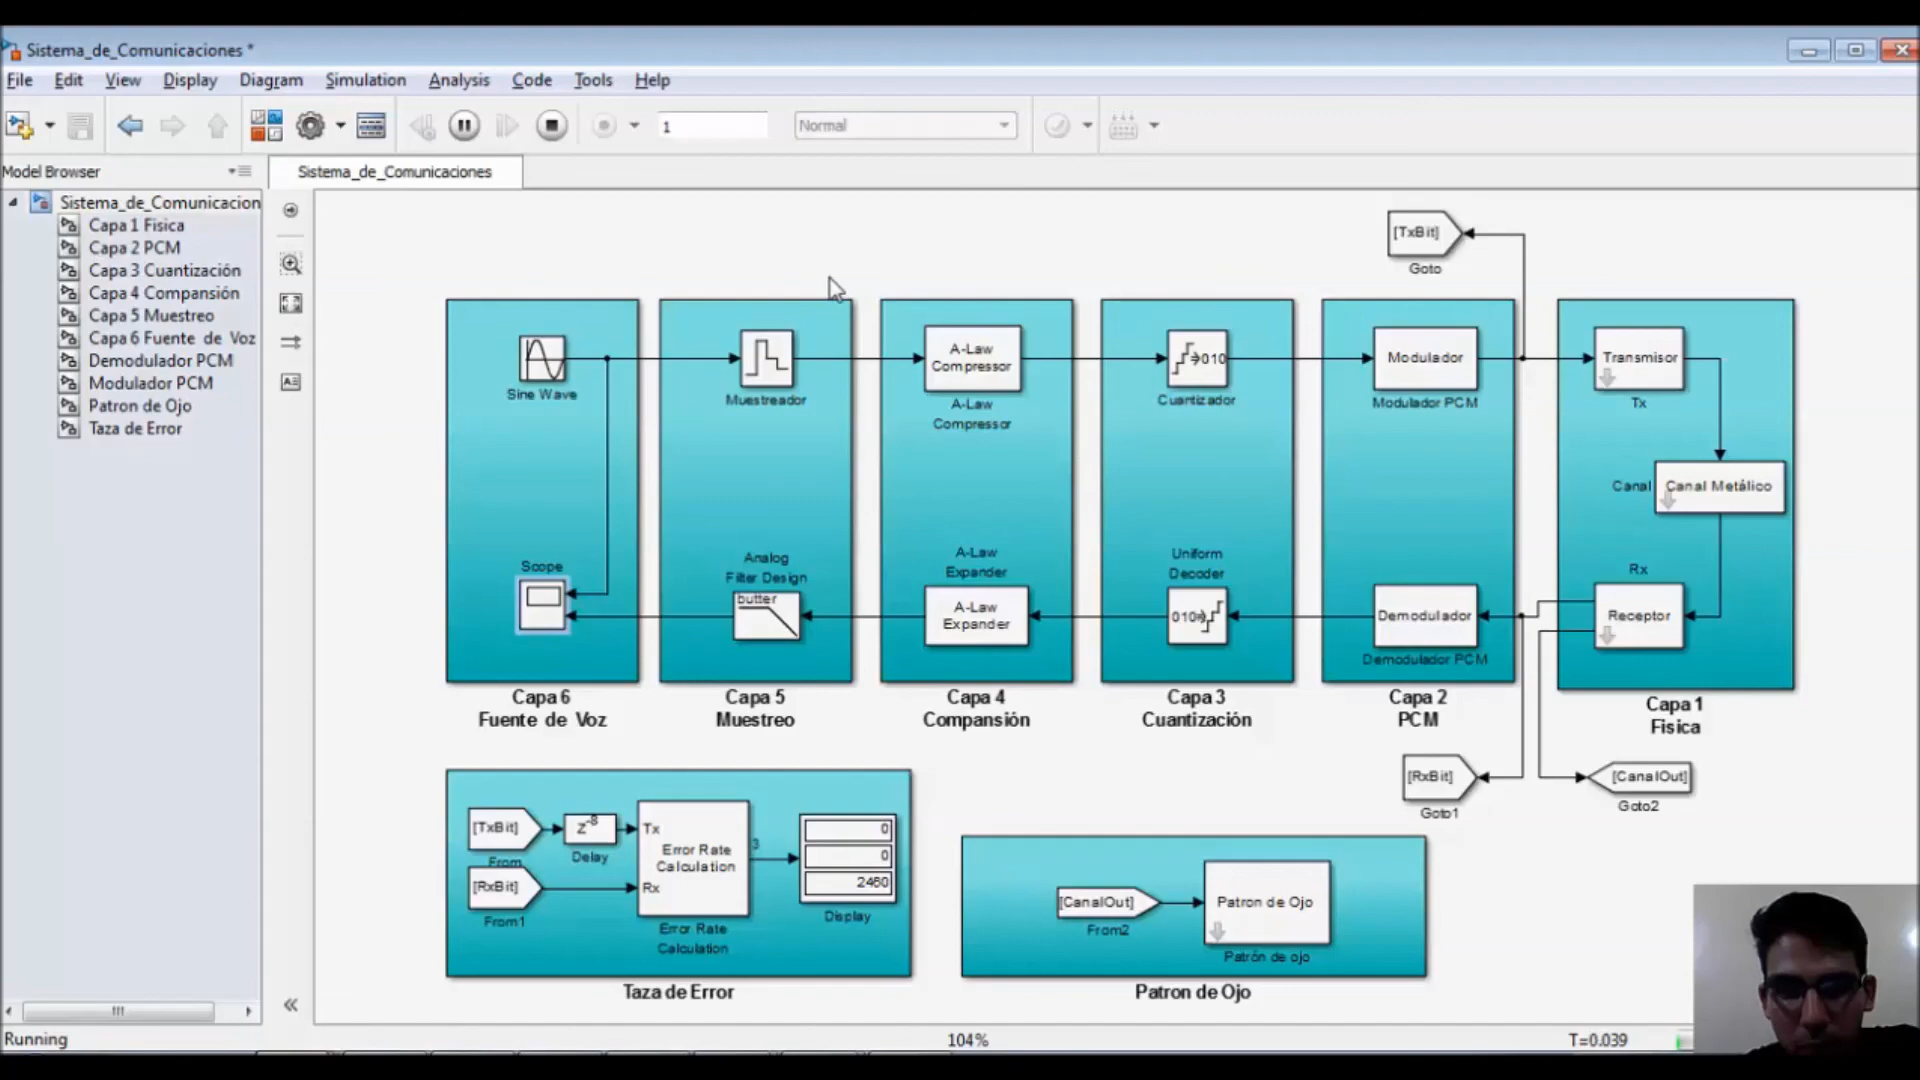 Sistema_de_Comunicaciones *
File Edit View Display Diagram Simulation Analysis Code Tools Help
1
Normal
Model Browser
Sistema_de_Comunicaciones
Sistema_de_Comunicacion
Capa 1 Fisica
Capa 2 PCM
Capa 3 Cuantización
Capa 4 Compansión
Capa 5 Muestreo
Capa 6 Fuente de Voz
Demodulador PCM
Modulador PCM
Patron de Ojo
Taza de Error
[TxBit]
Goto
Sine Wave
Muestreador
A-Law
Compressor
A-Law
Compressor
010
Cuantizador
Modulador
Modulador PCM
Transmisor
Tx
Canal
Canal Metálico
Scope
Analog
Filter Design
butter
A-Law
Expander
A-Law
Expander
Uniform
Decoder
010
Demodulador
Demodulador PCM
Rx
Receptor
Capa 6
Fuente de Voz
Capa 5
Muestreo
Capa 4
Compansión
Capa 3
Cuantización
Capa 2
PCM
Capa 1
Fisica
[RxBit]
Goto1
[CanalOut]
Goto2
[TxBit]
From
z-8
Delay
[RxBit]
From1
Tx
Error Rate
Calculation
Rx
Error Rate
Calculation
3
0
0
2460
Display
Taza de Error
[CanalOut]
From2
Patron de Ojo
Patrón de ojo
Patron de Ojo
Running
104%
T=0.039